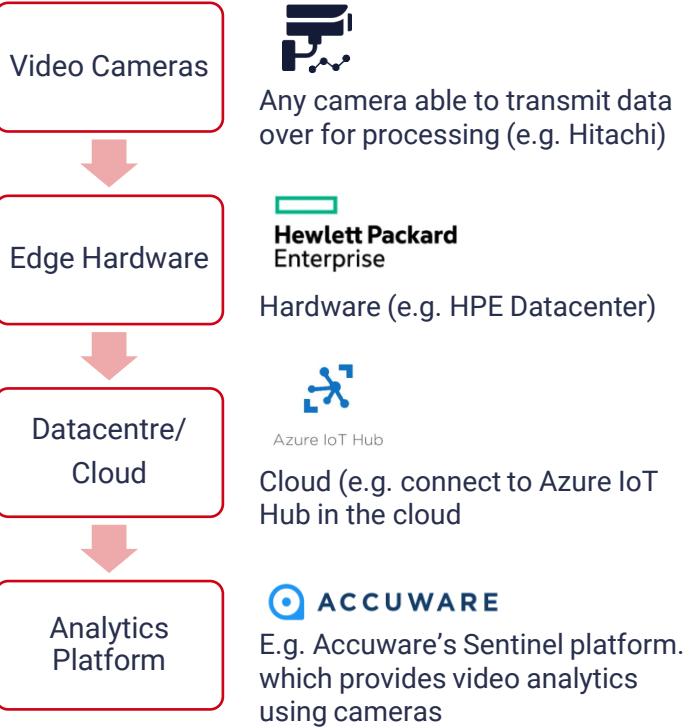 Video Cameras
Any camera able to transmit data
over for processing (e.g. Hitachi)
Edge Hardware
Hewlett Packard
Enterprise
Hardware (e.g. HPE Datacenter)
Datacentre/
Cloud
Azure IoT Hub
Cloud (e.g. connect to Azure IoT
Hub in the cloud
Analytics
Platform
ACCUWARE
E.g. Accuware's Sentinel platform.
which provides video analytics
using cameras